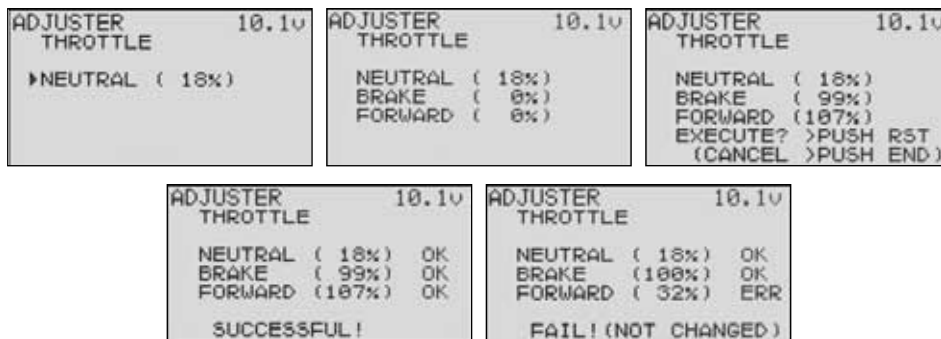 ADJUSTER 10.1v
THROTTLE
▶NEUTRAL ( 18%)
ADJUSTER 10.1v
THROTTLE
NEUTRAL ( 18%)
BRAKE ( 0%)
FORWARD ( 0%)
ADJUSTER 10.1v
THROTTLE
NEUTRAL ( 18%)
BRAKE ( 99%)
FORWARD (107%)
EXECUTE? >PUSH RST
(CANCEL >PUSH END)
ADJUSTER 10.1v
THROTTLE
NEUTRAL ( 18%) OK
BRAKE ( 99%) OK
FORWARD (107%) OK
SUCCESSFUL!
ADJUSTER 10.1v
THROTTLE
NEUTRAL ( 18%) OK
BRAKE (100%) OK
FORWARD ( 32%) ERR
FAIL!(NOT CHANGED)